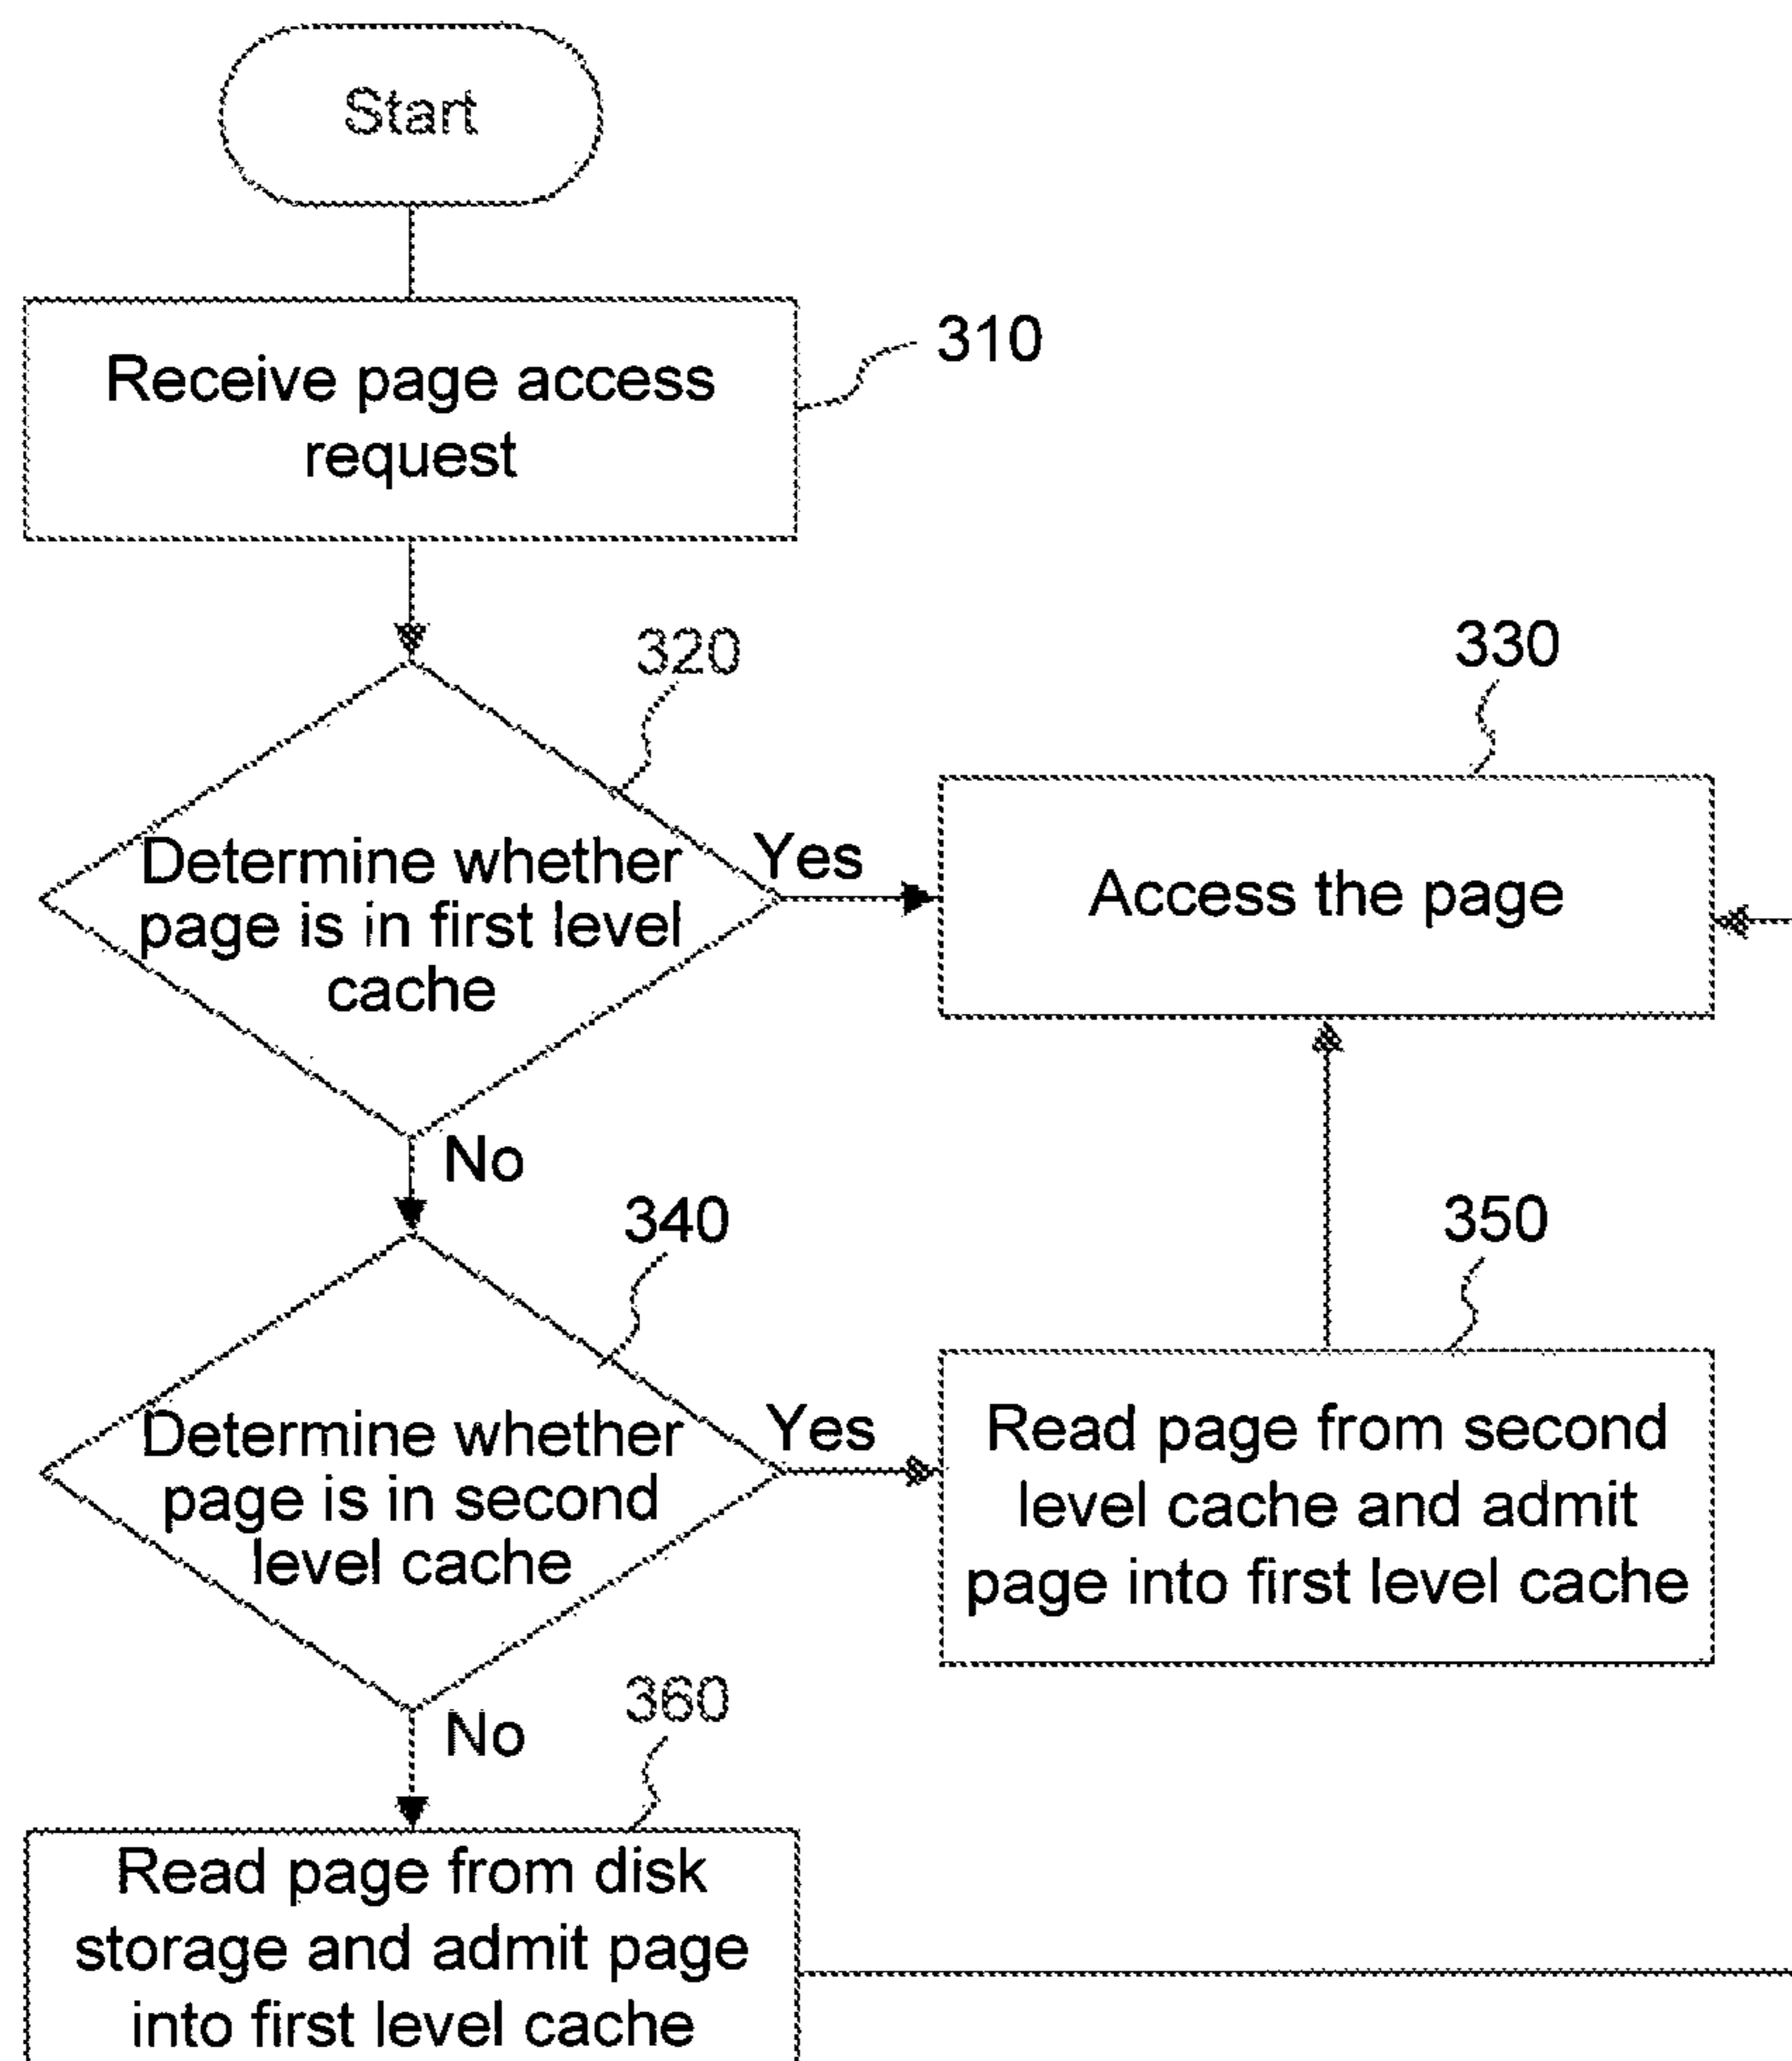 Start
Receive page access
request
310
320
330
Determine whether
page is in first level
cache
Yes
Access the page
No
340
350
Determine whether
page is in second
level cache
Yes
Read page from second
level cache and admit
page into first level cache
No
360
Read page from disk
storage and admit page
into first level cache